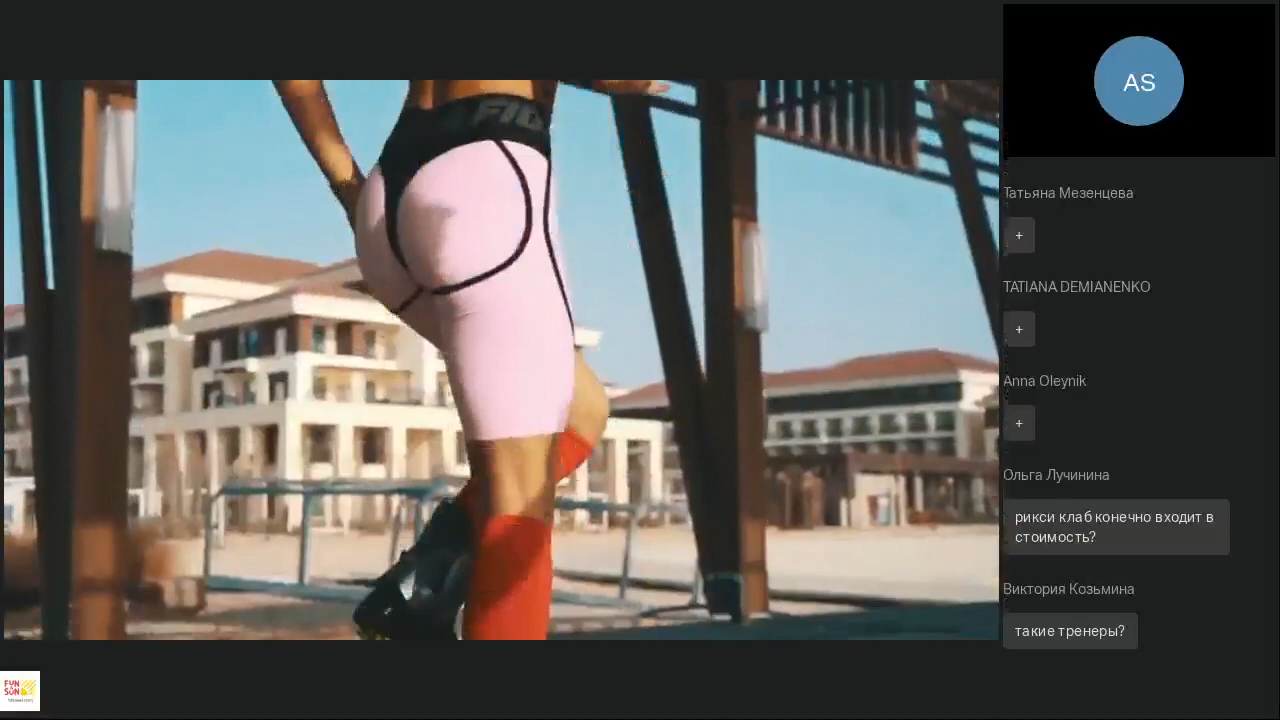 AS
Татьяна Мезенцева
+
TATIANA DEMIANENKO
+
Anna Oleynik
+
Ольга Лучинина
рикси клаб конечно входит в
стоимость?
Виктория Козьмина
такие тренеры?
FUN
SUN